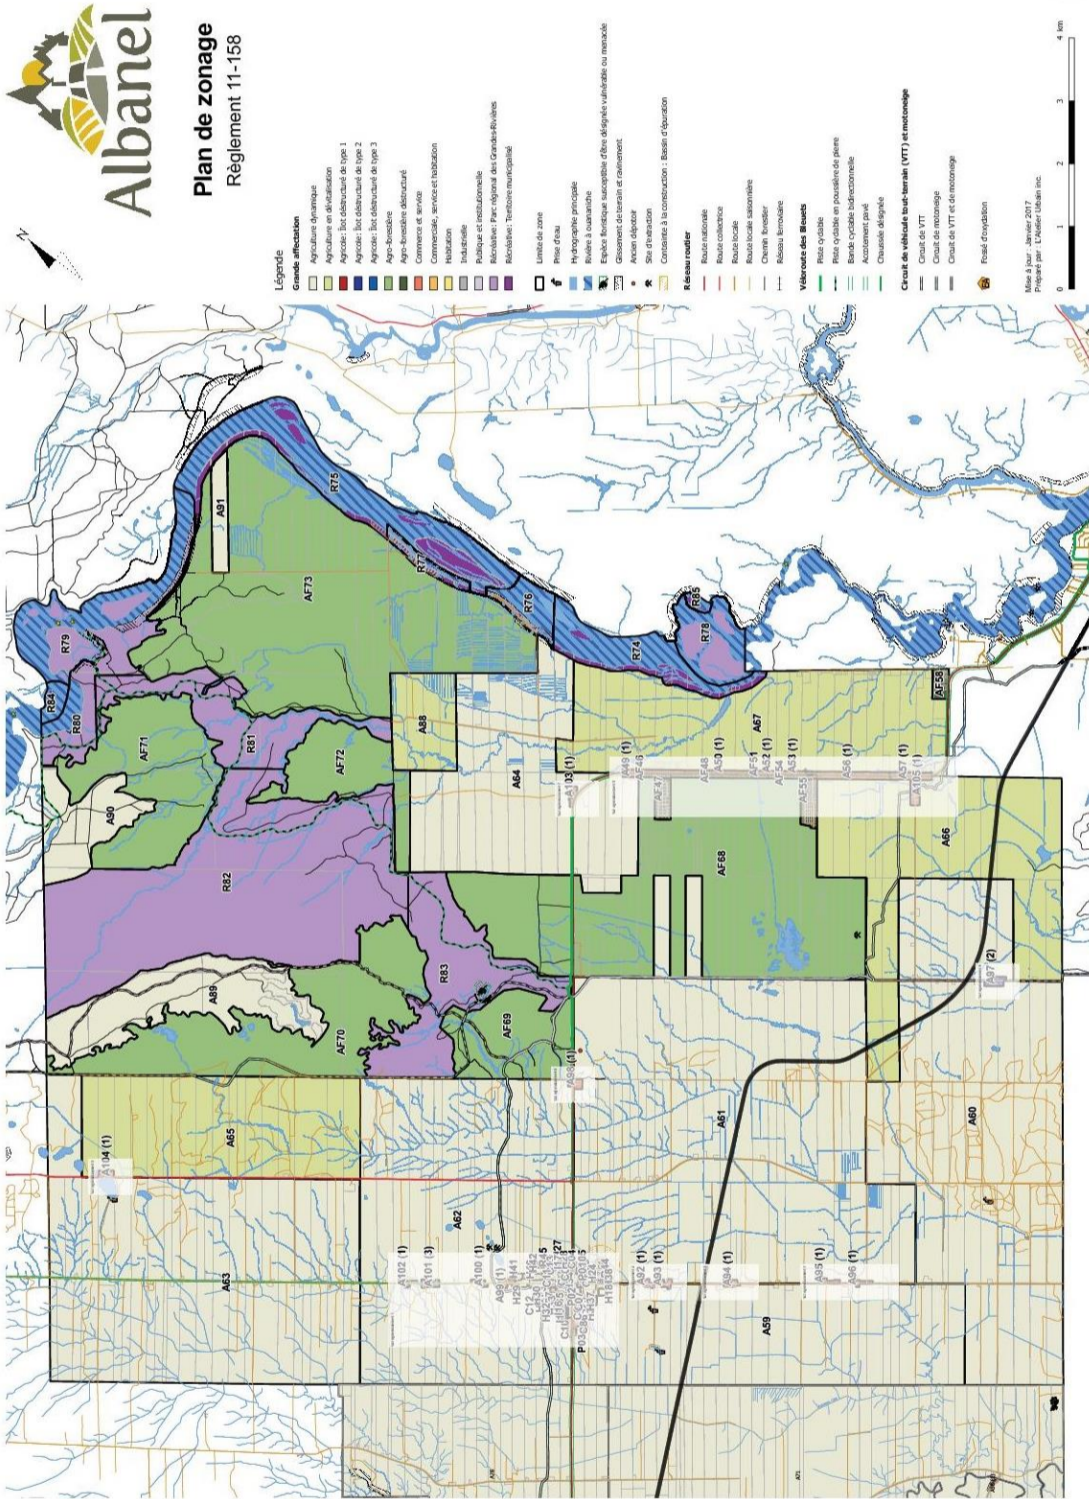 Albanel
Plan de zonage
Règlement 11-158
N
Légende
Grande affectation
Agriculture dynamique
Agriculture en dévitalisation
Agricole: Îlot déstructuré de type 1
Agricole: Îlot déstructuré de type 2
Agricole: Îlot déstructuré de type 3
Agro-forestière
Agro-forestière déstructuré
Commerce et service
Commerciale, service et habitation
Habitation
Industrielle
Publique et institutionnelle
Récréative: Parc régional des Grandes-Rivières
Récréative: Territoire municipalisé
Limite de zone
Prise d'eau
Hydrographie principale
Rivière à ouananiche
Espèce floristique susceptible d'être désignée vulnérable ou menacée
Glissement de terrain et ravinement
Ancien dépotoir
Site d'extraction
Contrainte à la construction : Bassin d'épuration
Réseau routier
Route nationale
Route collectrice
Route locale
Route locale saisonnière
Chemin forestier
Réseau ferroviaire
Véloroute des Bleuets
Piste cyclable
Piste cyclable en poussière de pierre
Bande cyclable bidirectionnelle
Accotement pavé
Chaussée désignée
Circuit de véhicule tout-terrain (VTT) et motoneige
Circuit de VTT
Circuit de motoneige
Circuit de VTT et de motoneige
Fossé d'oxydation
Mise à jour : Janvier 2017
Préparé par : L'Atelier Urbain inc.
0 1 2 3 4 km
R84
R79
R80
AF71
A90
R81
AF72
R82
A91
AF73
R75
R77
R76
R74
R85
R78
A88
A64
A67
AF58
A103 (1)
A49 (1)
AF46
AF47
AF48
A50 (1)
AF51
A52 (1)
AF54
A53 (1)
AF55
A56 (1)
A57 (1)
A105 (1)
AF68
A66
A97 (2)
A89
AF70
R83
AF69
A98 (1)
A65
A104 (1)
A63
A62
A61
A60
A59
A102 (1)
A101 (3)
A100 (1)
A99 (1)
A92 (1)
A93 (1)
A94 (1)
A95 (1)
A96 (1)